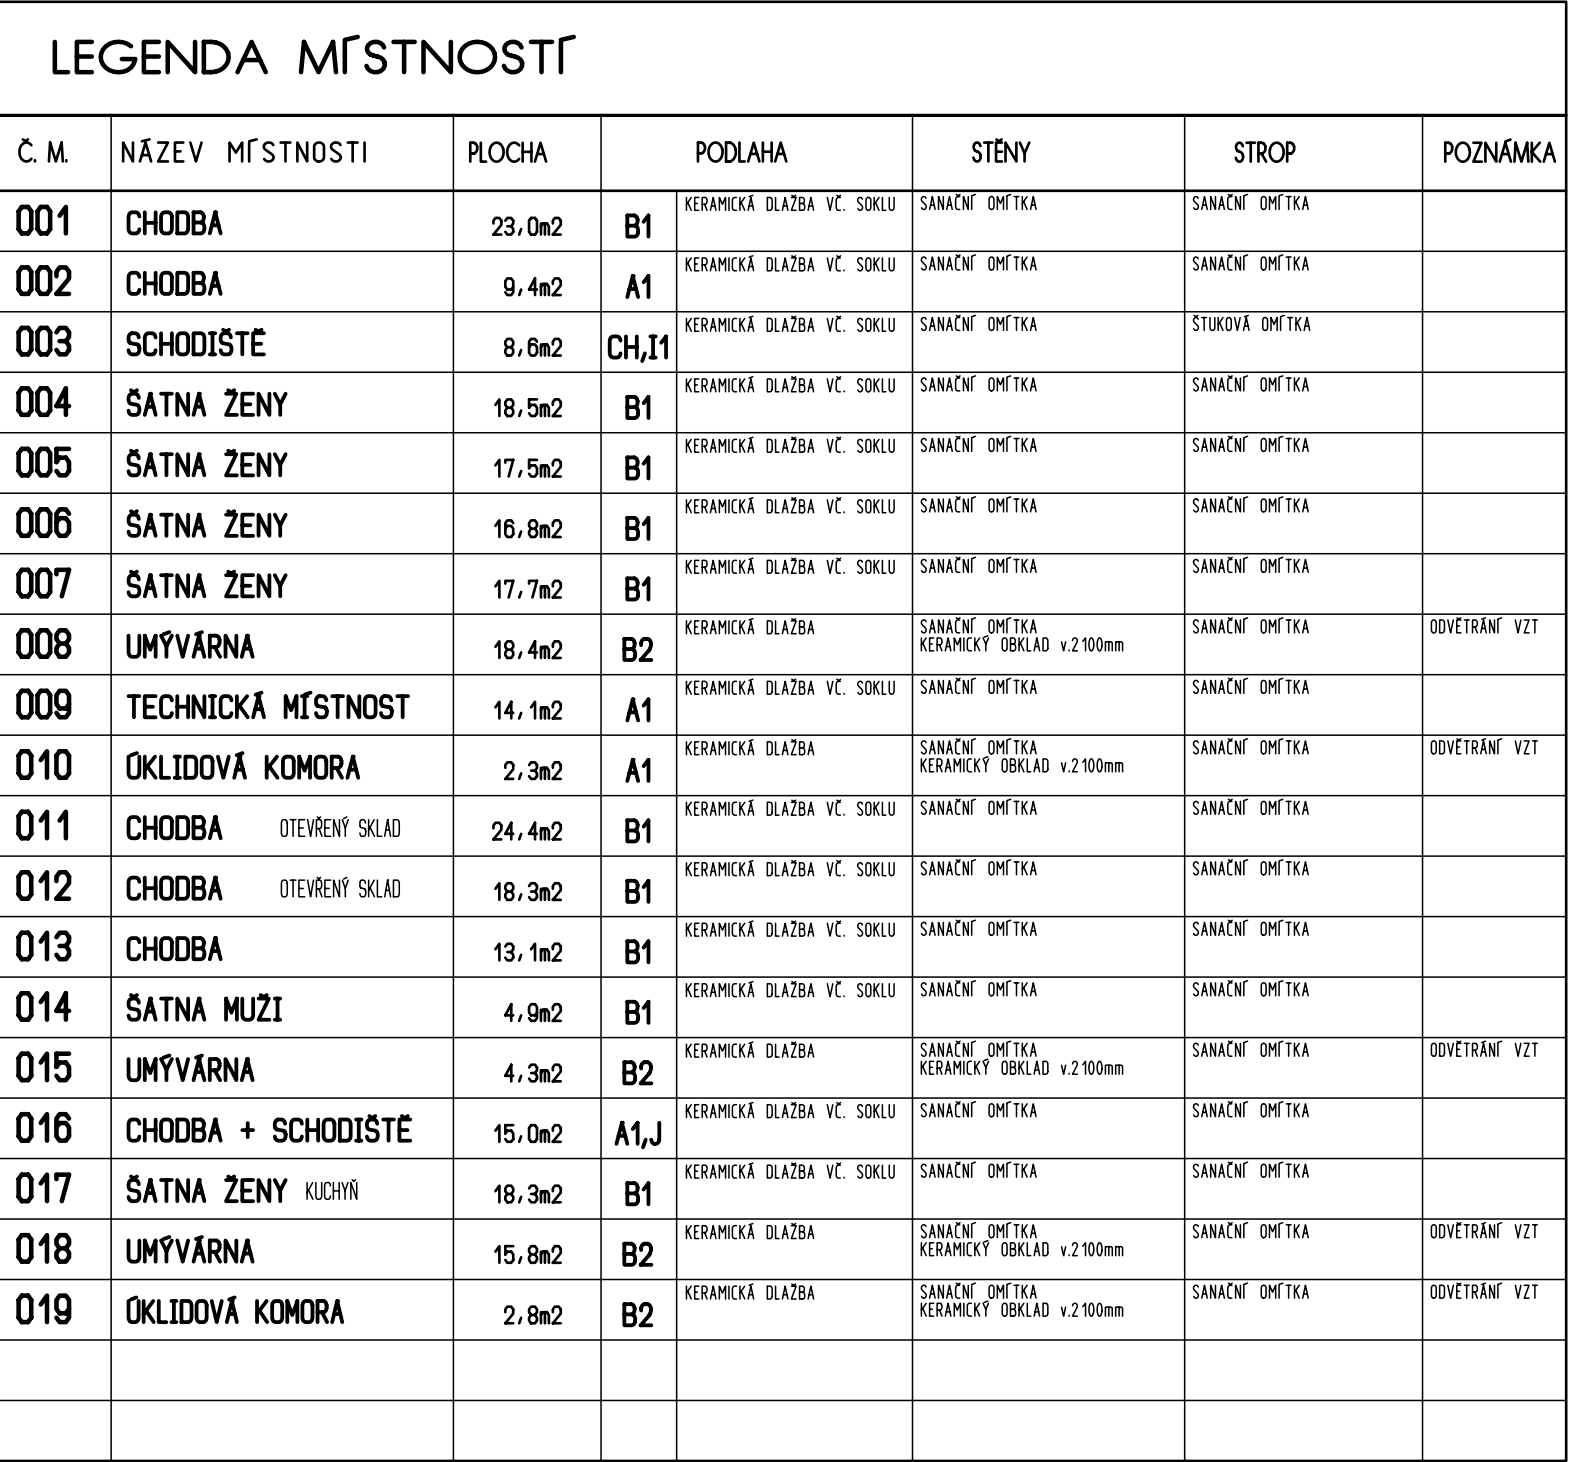 LEGENDA MÍSTNOSTÍ
Č. M. NÁZEV MÍSTNOSTI PLOCHA PODLAHA STĚNY STROP POZNÁMKA
001 CHODBA 23,0m2 B1 KERAMICKÁ DLAŽBA VČ. SOKLU SANAČNÍ OMÍTKA SANAČNÍ OMÍTKA
002 CHODBA 9,4m2 A1 KERAMICKÁ DLAŽBA VČ. SOKLU SANAČNÍ OMÍTKA SANAČNÍ OMÍTKA
003 SCHODIŠTĚ 8,6m2 CH,I1 KERAMICKÁ DLAŽBA VČ. SOKLU SANAČNÍ OMÍTKA ŠTUKOVÁ OMÍTKA
004 ŠATNA ŽENY 18,5m2 B1 KERAMICKÁ DLAŽBA VČ. SOKLU SANAČNÍ OMÍTKA SANAČNÍ OMÍTKA
005 ŠATNA ŽENY 17,5m2 B1 KERAMICKÁ DLAŽBA VČ. SOKLU SANAČNÍ OMÍTKA SANAČNÍ OMÍTKA
006 ŠATNA ŽENY 16,8m2 B1 KERAMICKÁ DLAŽBA VČ. SOKLU SANAČNÍ OMÍTKA SANAČNÍ OMÍTKA
007 ŠATNA ŽENY 17,7m2 B1 KERAMICKÁ DLAŽBA VČ. SOKLU SANAČNÍ OMÍTKA SANAČNÍ OMÍTKA
008 UMÝVÁRNA 18,4m2 B2 KERAMICKÁ DLAŽBA SANAČNÍ OMÍTKA SANAČNÍ OMÍTKA ODVĚTRÁNÍ VZT
KERAMICKÝ OBKLAD v.2100mm
009 TECHNICKÁ MÍSTNOST 14,1m2 A1 KERAMICKÁ DLAŽBA VČ. SOKLU SANAČNÍ OMÍTKA SANAČNÍ OMÍTKA
010 ÚKLIDOVÁ KOMORA 2,3m2 A1 KERAMICKÁ DLAŽBA SANAČNÍ OMÍTKA SANAČNÍ OMÍTKA ODVĚTRÁNÍ VZT
KERAMICKÝ OBKLAD v.2100mm
011 CHODBA OTEVŘENÝ SKLAD 24,4m2 B1 KERAMICKÁ DLAŽBA VČ. SOKLU SANAČNÍ OMÍTKA SANAČNÍ OMÍTKA
012 CHODBA OTEVŘENÝ SKLAD 18,3m2 B1 KERAMICKÁ DLAŽBA VČ. SOKLU SANAČNÍ OMÍTKA SANAČNÍ OMÍTKA
013 CHODBA 13,1m2 B1 KERAMICKÁ DLAŽBA VČ. SOKLU SANAČNÍ OMÍTKA SANAČNÍ OMÍTKA
014 ŠATNA MUŽI 4,9m2 B1 KERAMICKÁ DLAŽBA VČ. SOKLU SANAČNÍ OMÍTKA SANAČNÍ OMÍTKA
015 UMÝVÁRNA 4,3m2 B2 KERAMICKÁ DLAŽBA SANAČNÍ OMÍTKA SANAČNÍ OMÍTKA ODVĚTRÁNÍ VZT
KERAMICKÝ OBKLAD v.2100mm
016 CHODBA + SCHODIŠTĚ 15,0m2 A1,J KERAMICKÁ DLAŽBA VČ. SOKLU SANAČNÍ OMÍTKA SANAČNÍ OMÍTKA
017 ŠATNA ŽENY KUCHYŇ 18,3m2 B1 KERAMICKÁ DLAŽBA VČ. SOKLU SANAČNÍ OMÍTKA SANAČNÍ OMÍTKA
018 UMÝVÁRNA 15,8m2 B2 KERAMICKÁ DLAŽBA SANAČNÍ OMÍTKA SANAČNÍ OMÍTKA ODVĚTRÁNÍ VZT
KERAMICKÝ OBKLAD v.2100mm
019 ÚKLIDOVÁ KOMORA 2,8m2 B2 KERAMICKÁ DLAŽBA SANAČNÍ OMÍTKA SANAČNÍ OMÍTKA ODVĚTRÁNÍ VZT
KERAMICKÝ OBKLAD v.2100mm